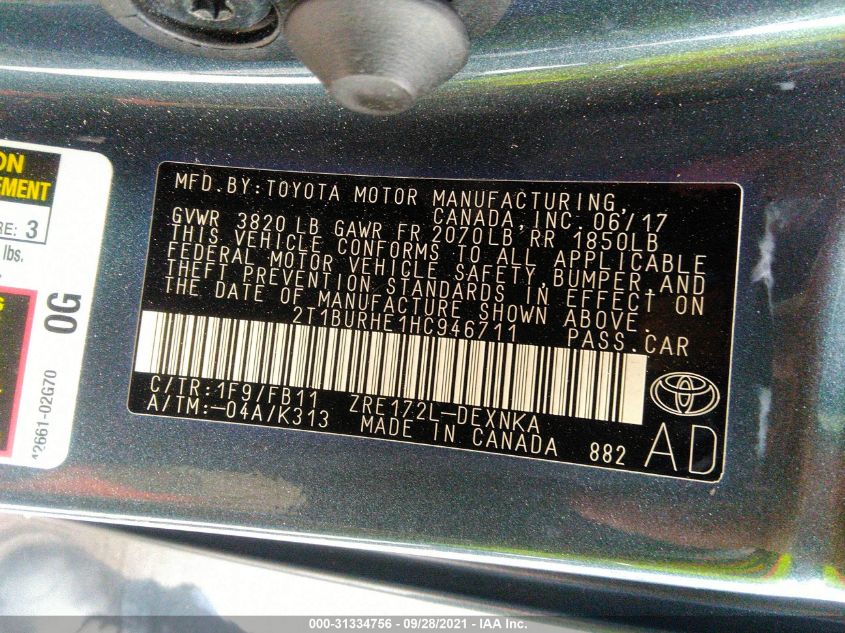 ON
GEMENT
RE: 3
lbs.
OG
42661-02G70
MFD.BY:TOYOTA MOTOR MANUFACTURING,
CANADA, INC. 06/17
GVWR 3820 LB GAWR FR 2070LB RR 1850LB
THIS VEHICLE CONFORMS TO ALL APPLICABLE
FEDERAL MOTOR VEHICLE SAFETY, BUMPER, AND
THEFT PREVENTION STANDARDS IN EFFECT ON
THE DATE OF MANUFACTURE SHOWN ABOVE.
2T1BURHE1HC946711 PASS.CAR
C/TR:1F9/FB11 ZRE172L-DEXNKA
A/TM:-04A/K313 MADE IN CANADA 882
AD
000-31334756 - 09/28/2021 - IAA Inc.